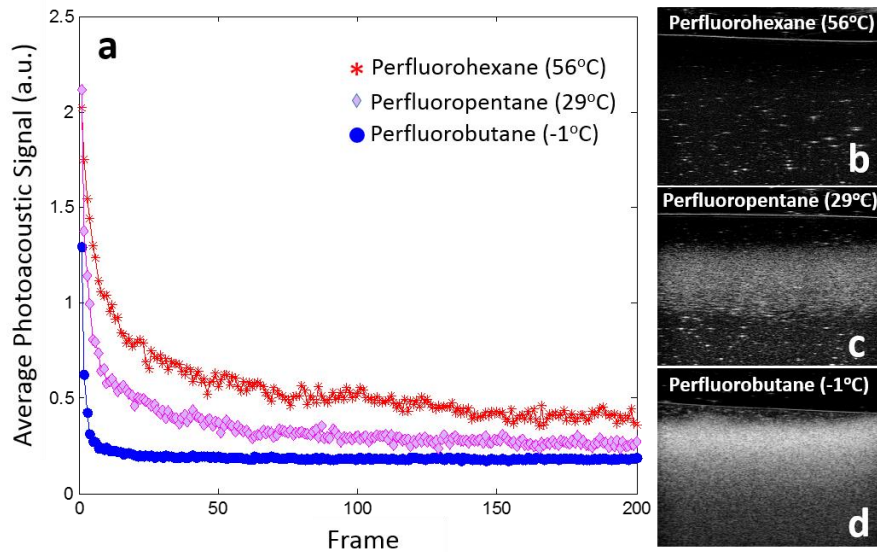 2.5
2
1.5
1
0.5
0
Average Photoacoustic Signal (a.u.)
a
Perfluorohexane (56°C)
Perfluoropentane (29°C)
Perfluorobutane (-1°C)
0 50 100 150 200
Frame
Perfluorohexane (56°C)
b
Perfluoropentane (29°C)
c
Perfluorobutane (-1°C)
d